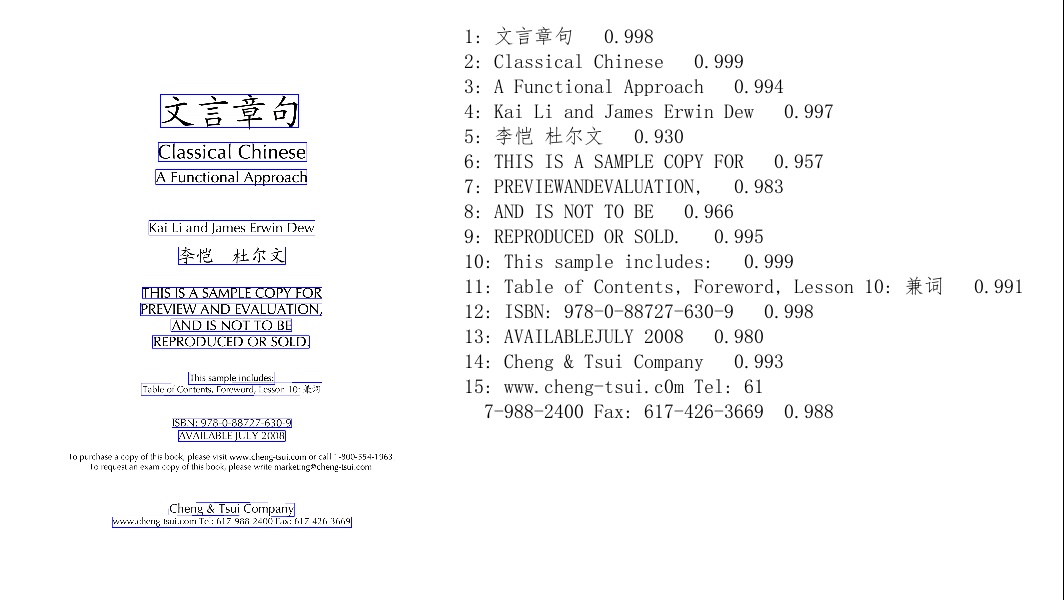 文言章句
Classical Chinese
A Functional Approach
Kai Li and James Erwin Dew
李恺 杜尔文
THIS IS A SAMPLE COPY FOR
PREVIEW AND EVALUATION,
AND IS NOT TO BE
REPRODUCED OR SOLD.
This sample includes:
Table of Contents, Foreword, Lesson 10: 兼词
ISBN: 978-0-88727-630-9
AVAILABLE JULY 2008
To purchase a copy of this book, please visit www.cheng-tsui.com or call 1-800-554-1963
To request an exam copy of this book, please write marketing@cheng-tsui.com
Cheng & Tsui Company
www.cheng-tsui.com Tel: 617-988-2400 Fax: 617-426-3669
1: 文言章句 0.998
2: Classical Chinese 0.999
3: A Functional Approach 0.994
4: Kai Li and James Erwin Dew 0.997
5: 李恺 杜尔文 0.930
6: THIS IS A SAMPLE COPY FOR 0.957
7: PREVIEWANDEVALUATION, 0.983
8: AND IS NOT TO BE 0.966
9: REPRODUCED OR SOLD. 0.995
10: This sample includes: 0.999
11: Table of Contents, Foreword, Lesson 10: 兼词 0.991
12: ISBN: 978-0-88727-630-9 0.998
13: AVAILABLEJULY 2008 0.980
14: Cheng & Tsui Company 0.993
15: www.cheng-tsui.c0m Tel: 61
7-988-2400 Fax: 617-426-3669 0.988